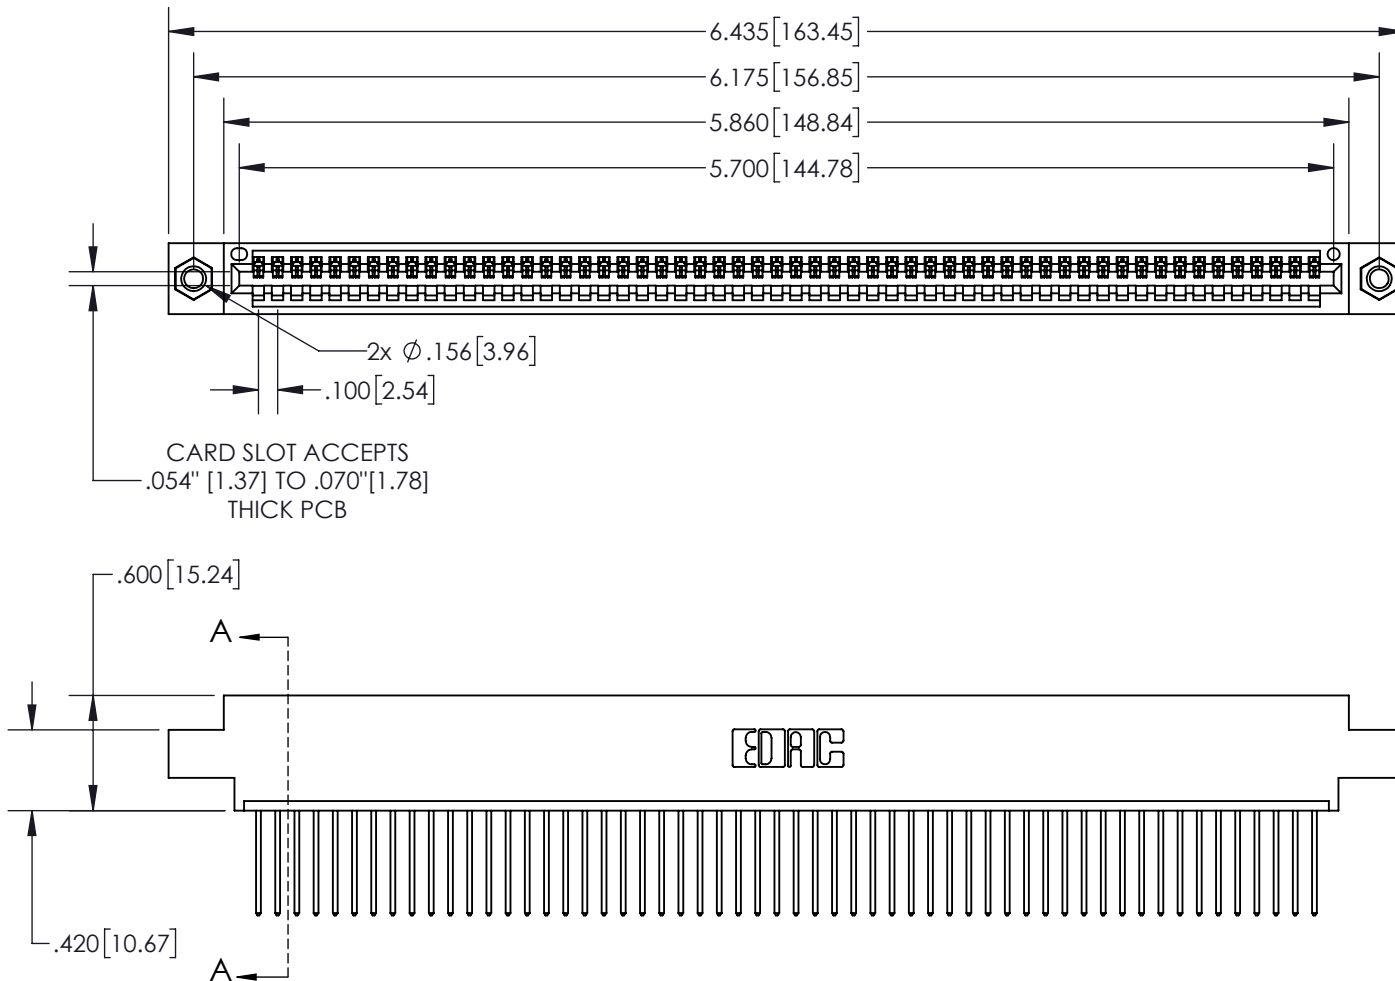 6.435[163.45]
6.175[156.85]
5.860[148.84]
5.700[144.78]
2x Ø.156[3.96]
.100[2.54]
CARD SLOT ACCEPTS
.054" [1.37] TO .070"[1.78]
THICK PCB
.600[15.24]
A
EDAC
.420[10.67]
A